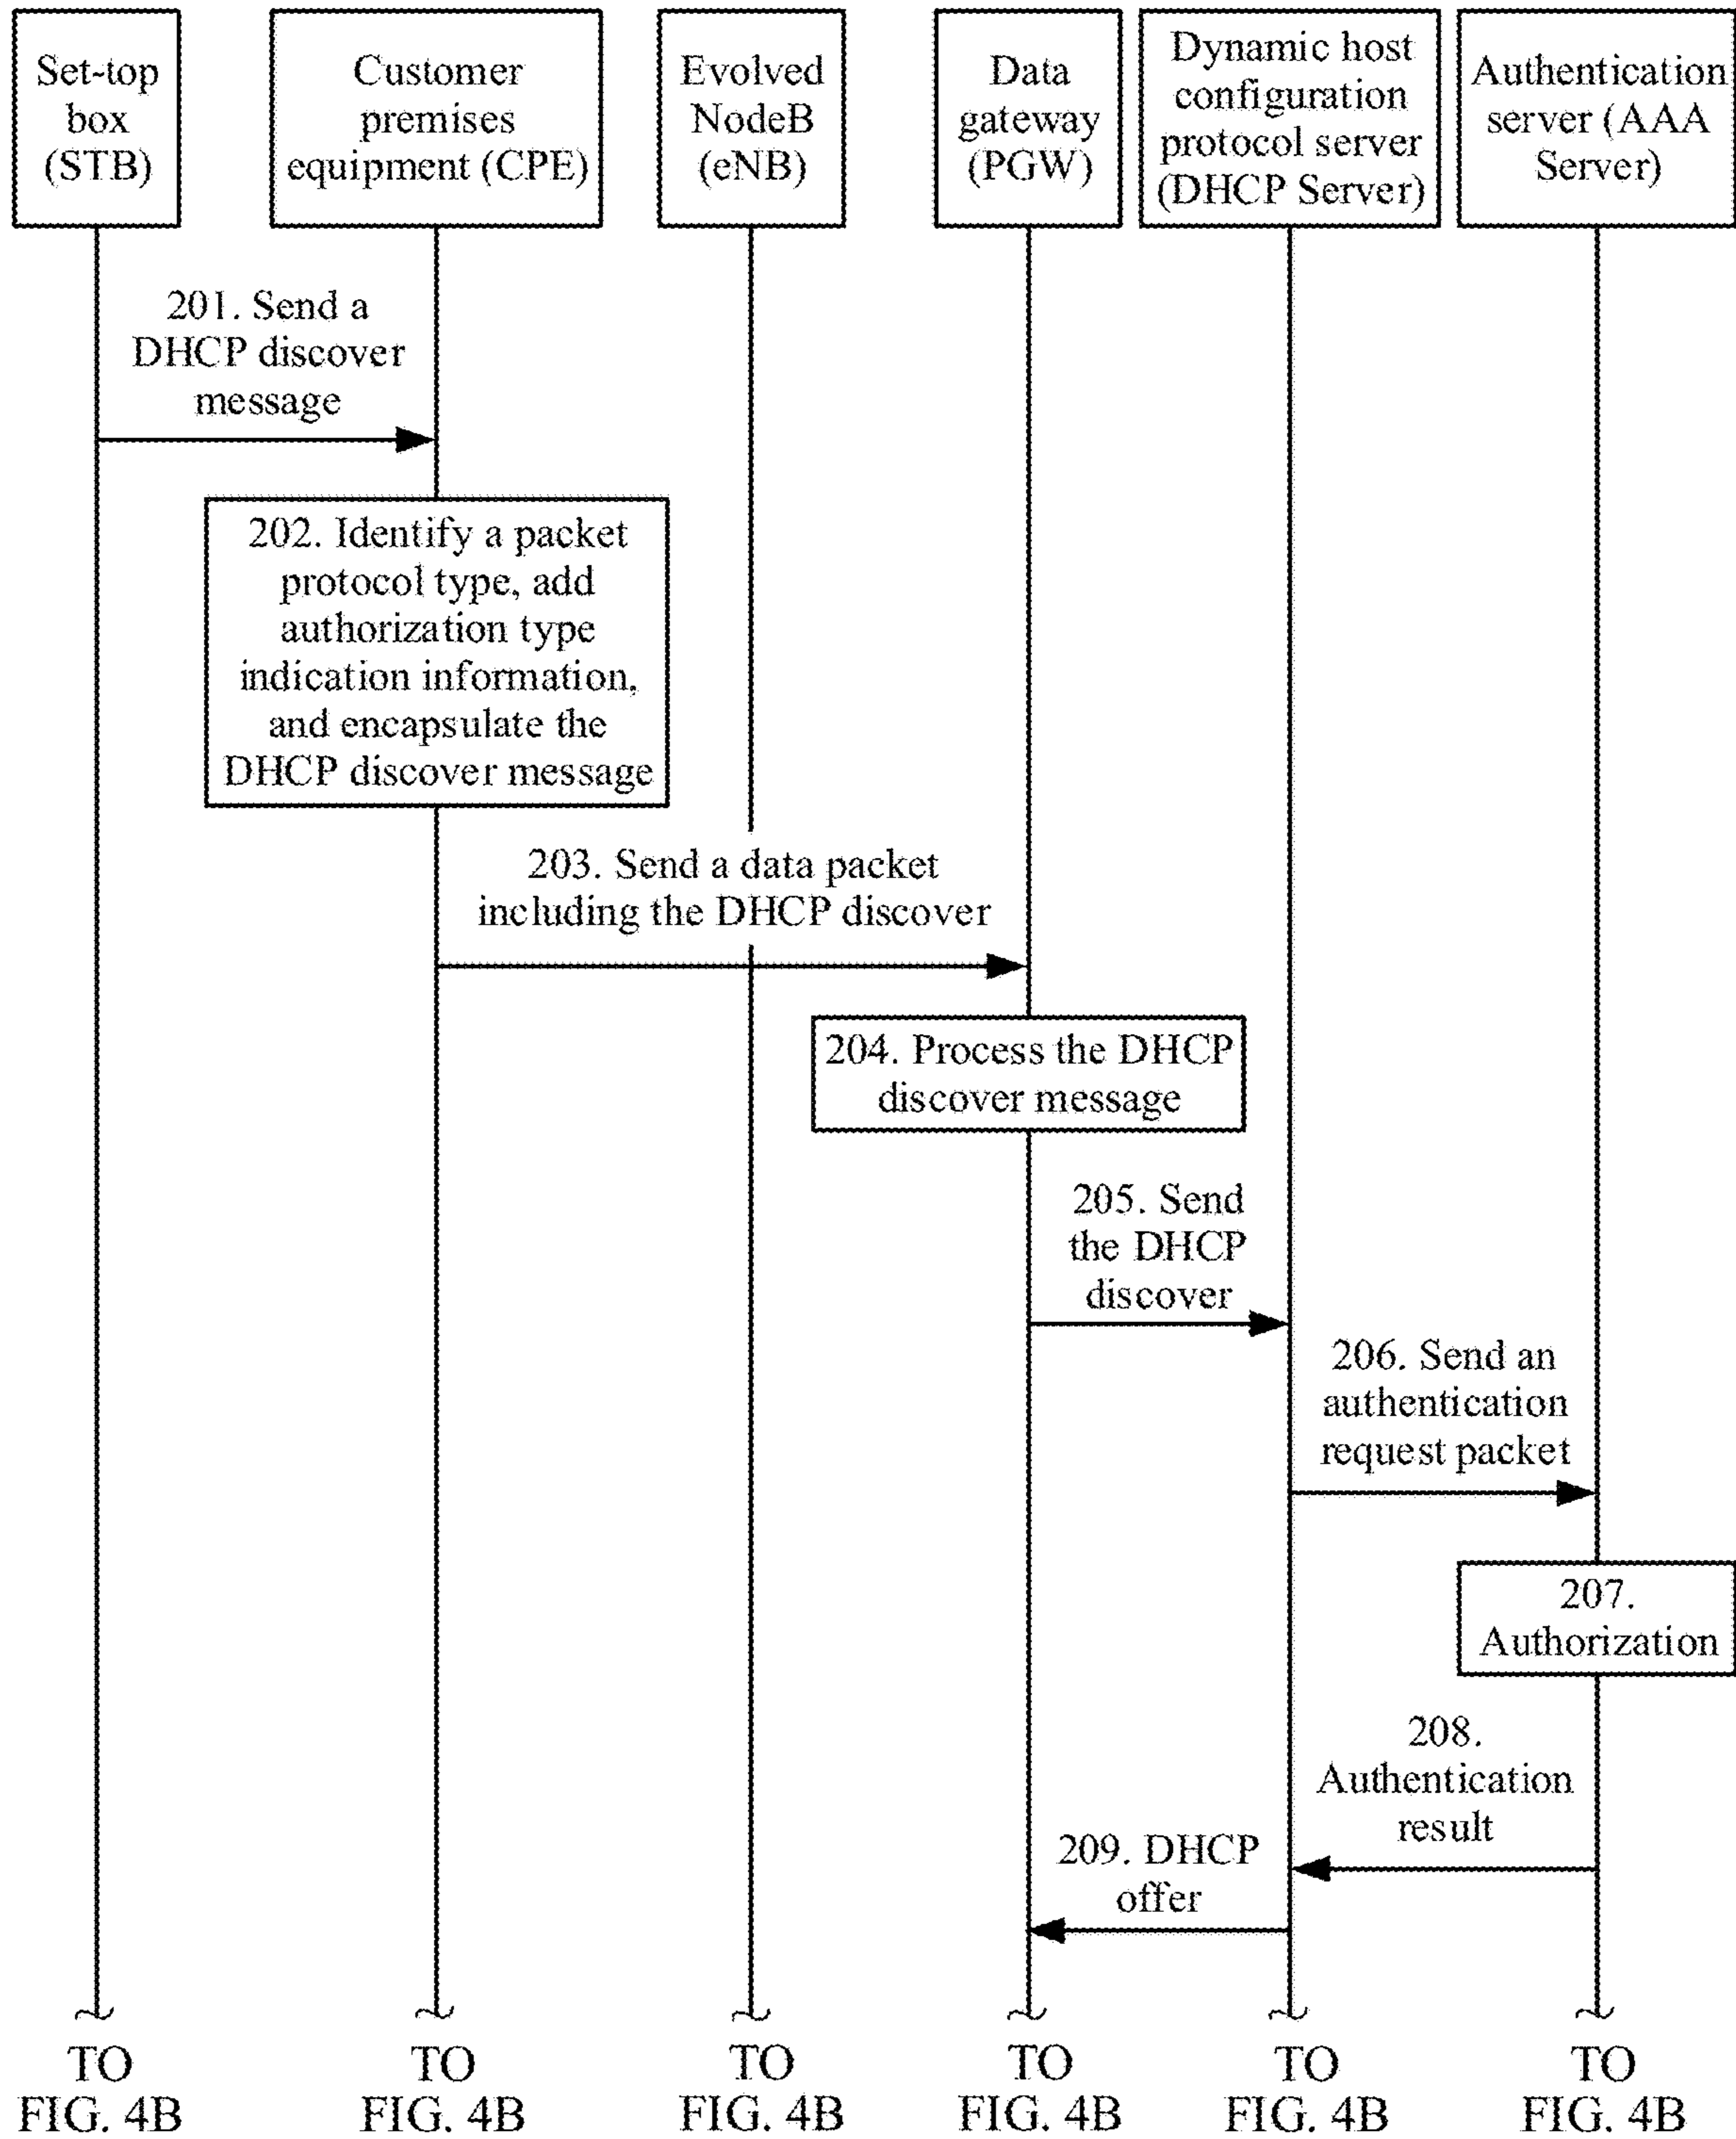 Set-top
box
(STB)
Customer
premises
equipment (CPE)
Evolved
NodeB
(eNB)
Data
gateway
(PGW)
Dynamic host
configuration
protocol server
(DHCP Server)
Authentication
server (AAA
Server)
201. Send a
DHCP discover
message
202. Identify a packet
protocol type, add
authorization type
indication information,
and encapsulate the
DHCP discover message
203. Send a data packet
including the DHCP discover
204. Process the DHCP
discover message
205. Send
the DHCP
discover
206. Send an
authentication
request packet
207.
Authorization
208.
Authentication
result
209. DHCP
offer
TO
FIG. 4B
TO
FIG. 4B
TO
FIG. 4B
TO
FIG. 4B
TO
FIG. 4B
TO
FIG. 4B